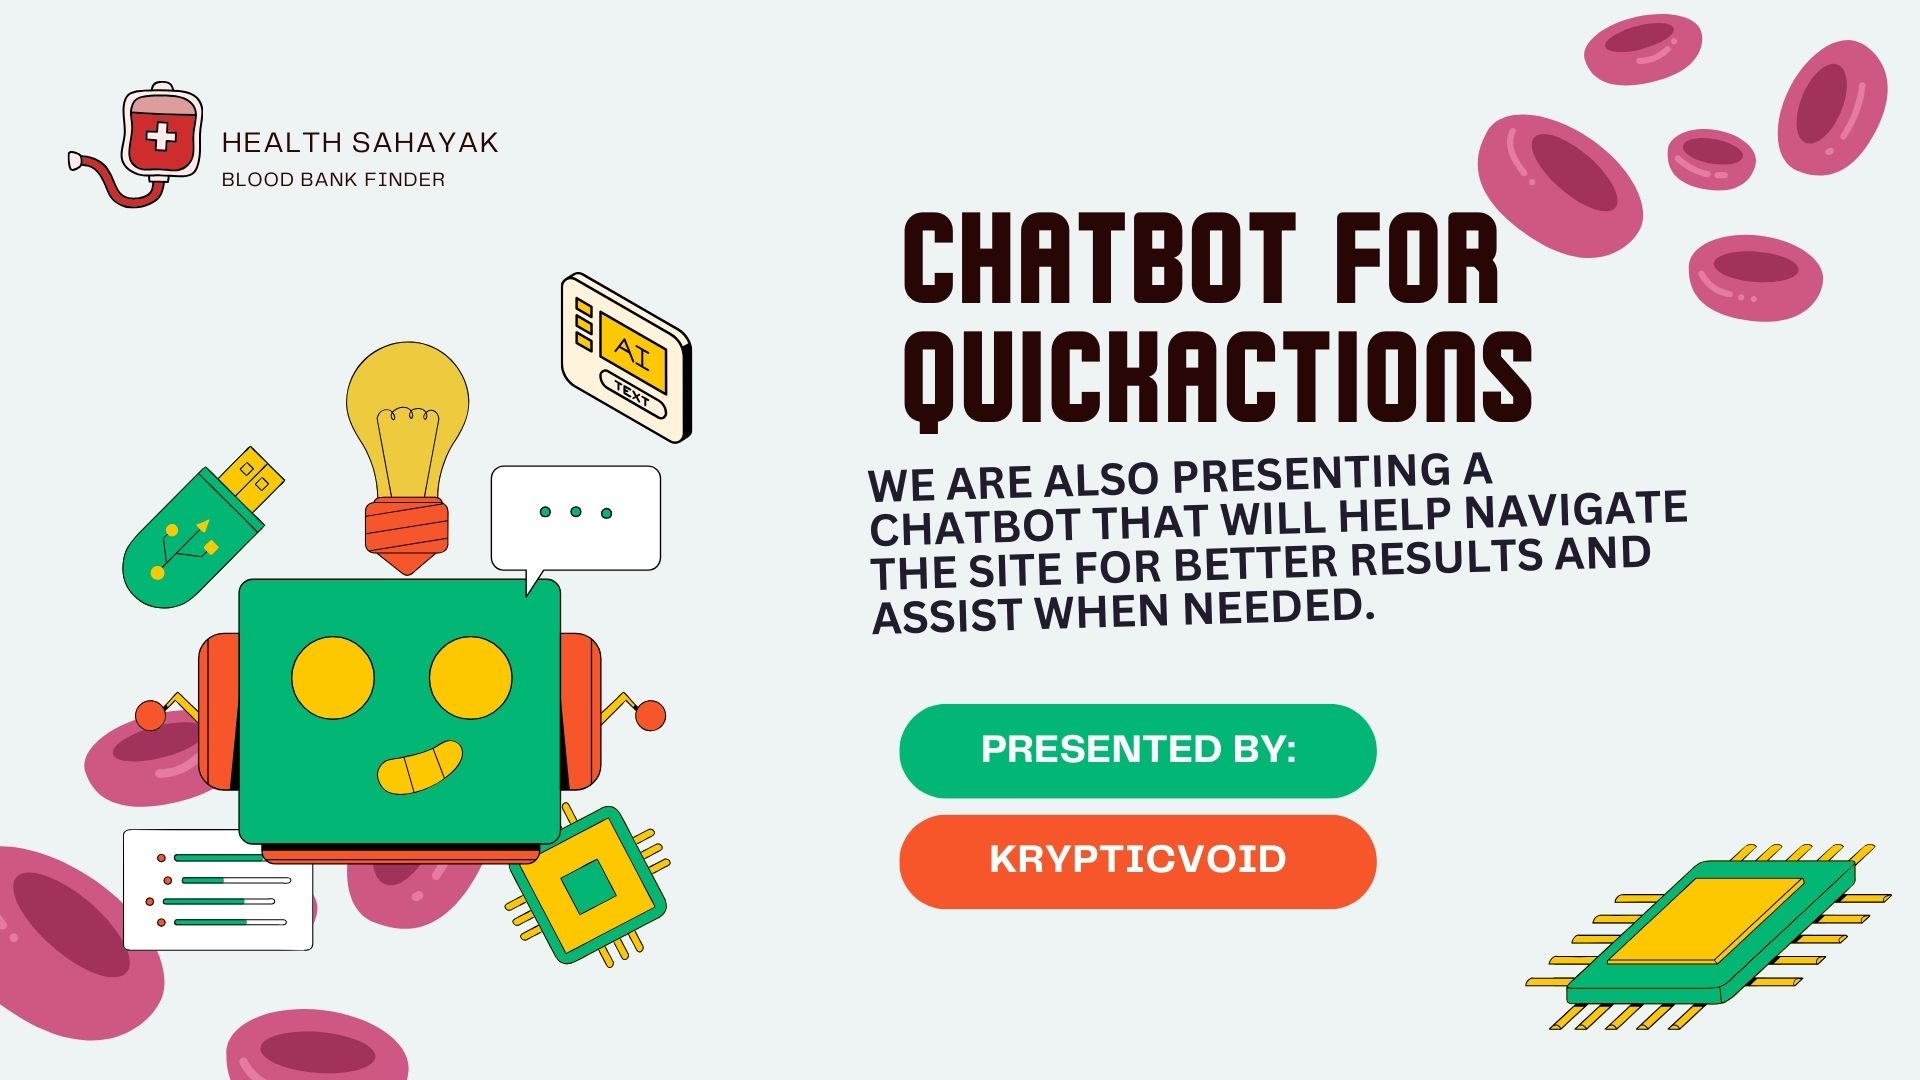 HEALTH SAHAYAK
BLOOD BANK FINDER
CHATBOT FOR
QUICKACTIONS
AI
TEXT
WE ARE ALSO PRESENTING A
CHATBOT THAT WILL HELP NAVIGATE
THE SITE FOR BETTER RESULTS AND
ASSIST WHEN NEEDED.
PRESENTED BY:
KRYPTICVOID